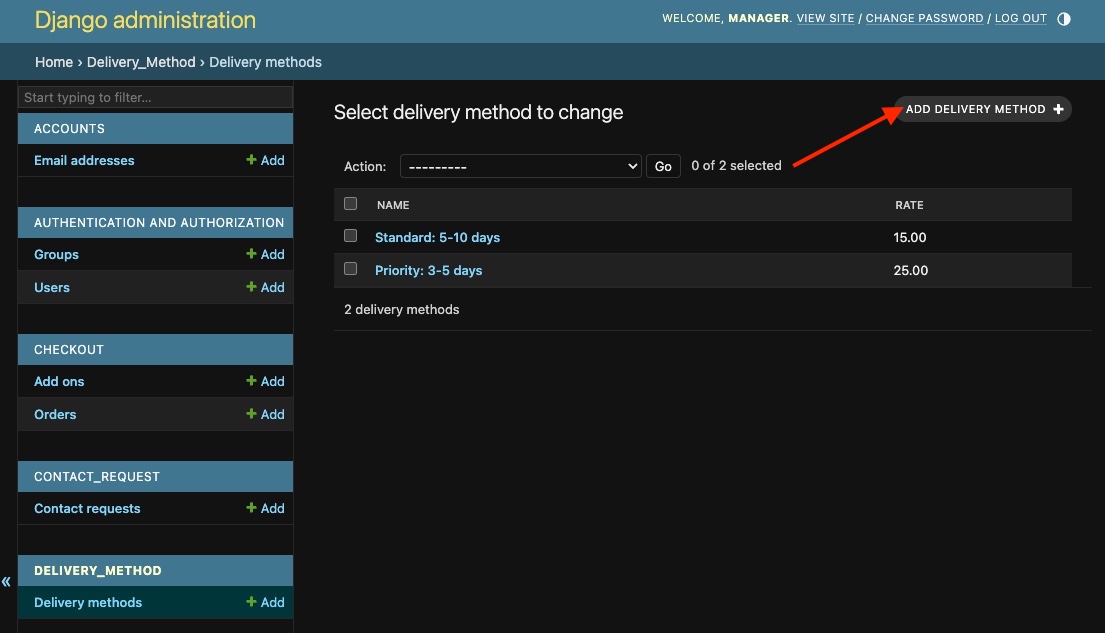 Django administration
WELCOME, MANAGER. VIEW SITE / CHANGE PASSWORD / LOG OUT
Home › Delivery_Method › Delivery methods
Start typing to filter...
ACCOUNTS
Email addresses + Add
AUTHENTICATION AND AUTHORIZATION
Groups + Add
Users + Add
CHECKOUT
Add ons + Add
Orders + Add
CONTACT_REQUEST
Contact requests + Add
DELIVERY_METHOD
Delivery methods + Add
«
Select delivery method to change
ADD DELIVERY METHOD +
Action: --------- Go 0 of 2 selected
NAME RATE
Standard: 5-10 days 15.00
Priority: 3-5 days 25.00
2 delivery methods